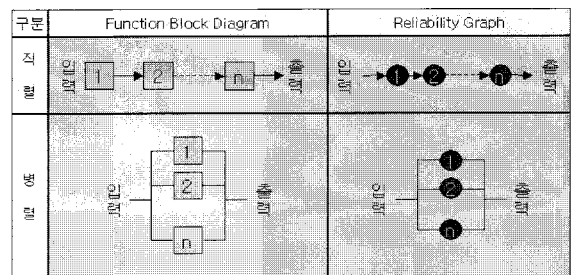 구분 Function Block Diagram Reliability Graph
직렬 입력 1 2 n 출력 입력 1 2 n 출력
병렬 입력 1 2 n 출력 입력 1 2 n 출력